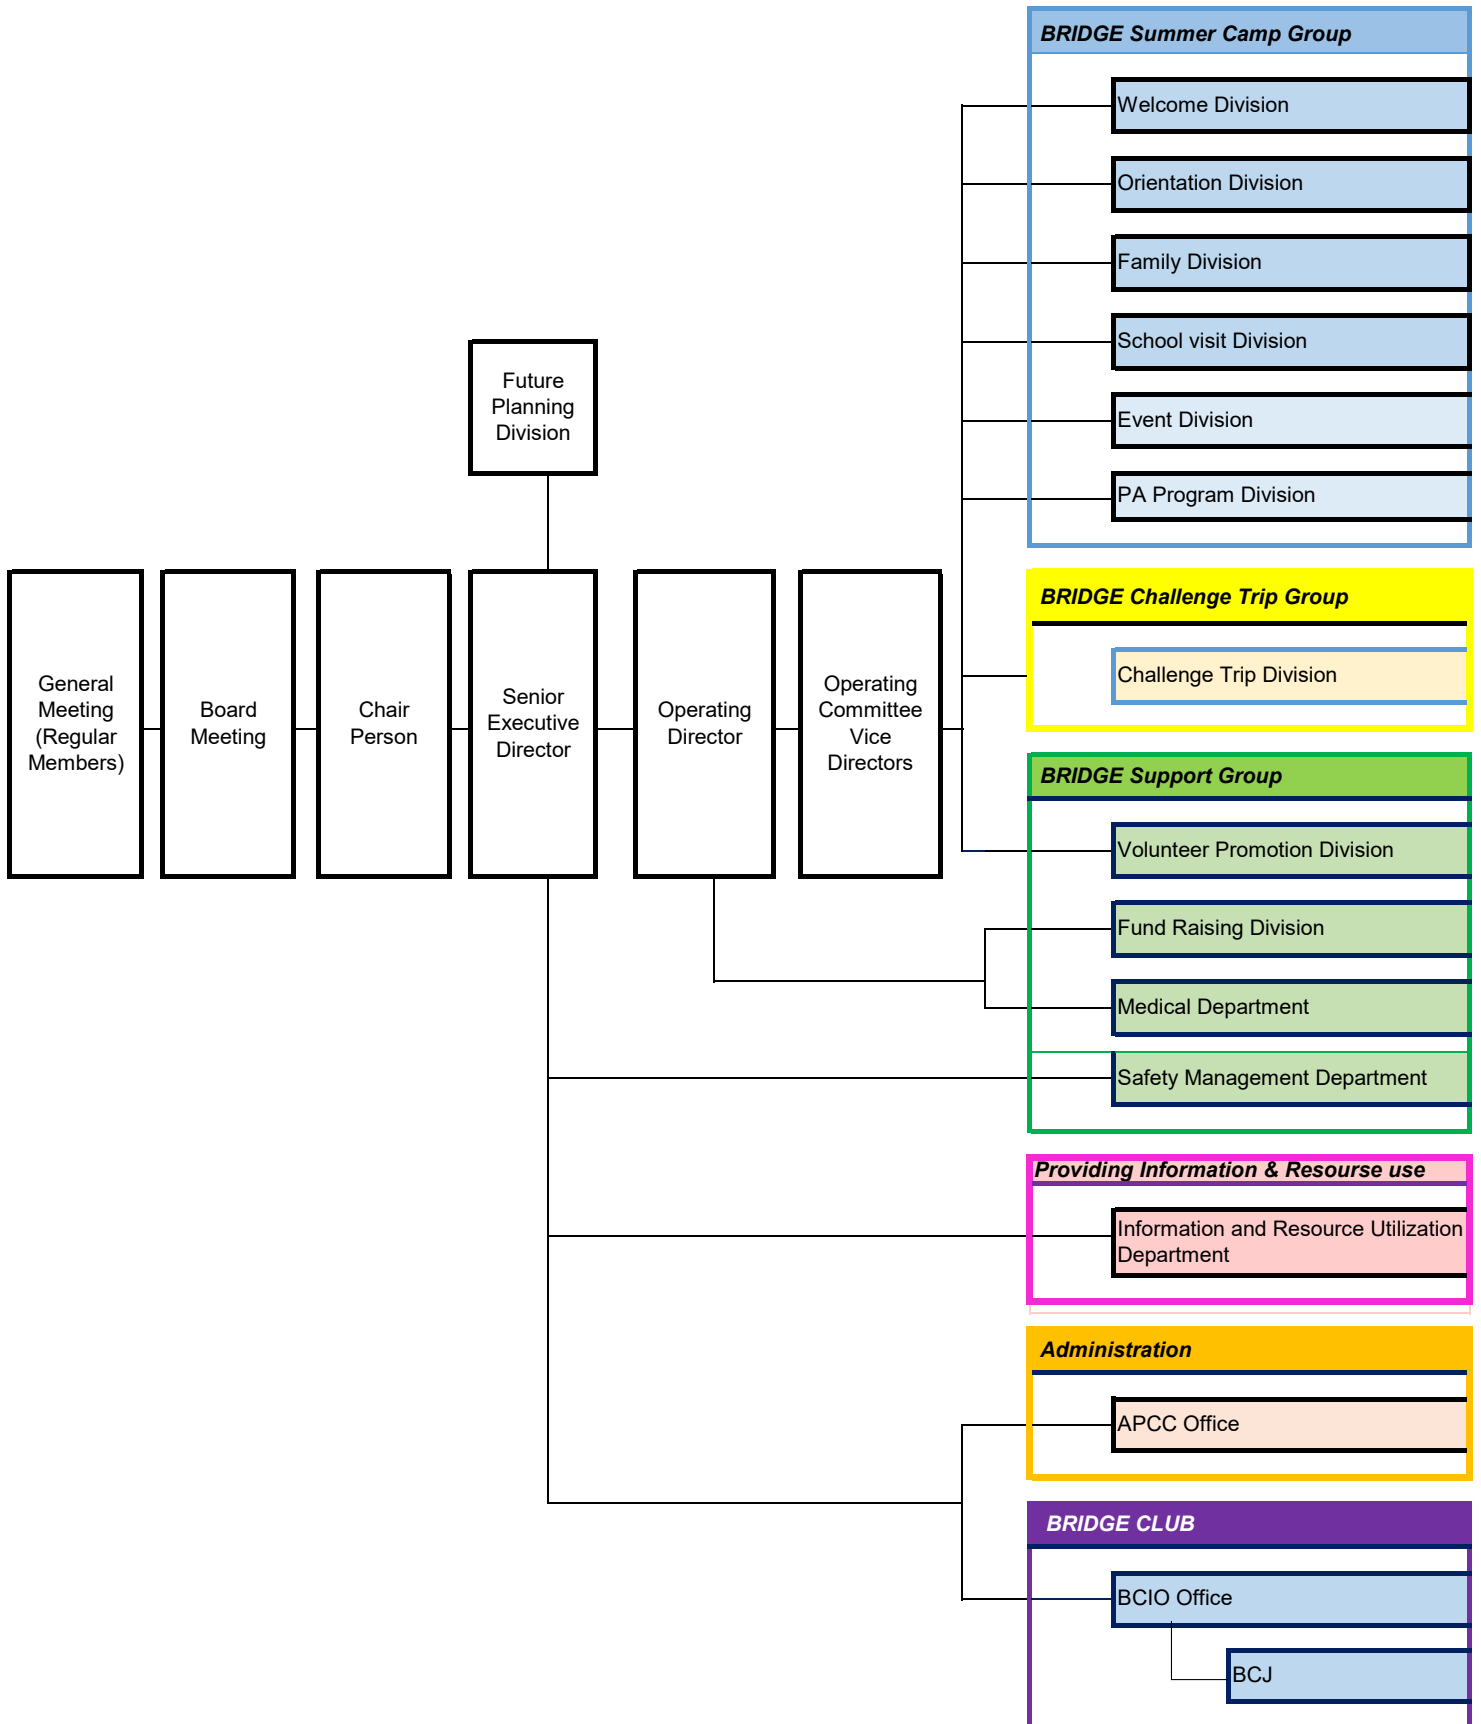 BRIDGE Summer Camp Group
Welcome Division
Orientation Division
Family Division
School visit Division
Event Division
PA Program Division
Future
Planning
Division
General
Meeting
(Regular
Members)
Board
Meeting
Chair
Person
Senior
Executive
Director
Operating
Director
Operating
Committee
Vice
Directors
BRIDGE Challenge Trip Group
Challenge Trip Division
BRIDGE Support Group
Volunteer Promotion Division
Fund Raising Division
Medical Department
Safety Management Department
Providing Information & Resourse use
Information and Resource Utilization
Department
Administration
APCC Office
BRIDGE CLUB
BCIO Office
BCJ